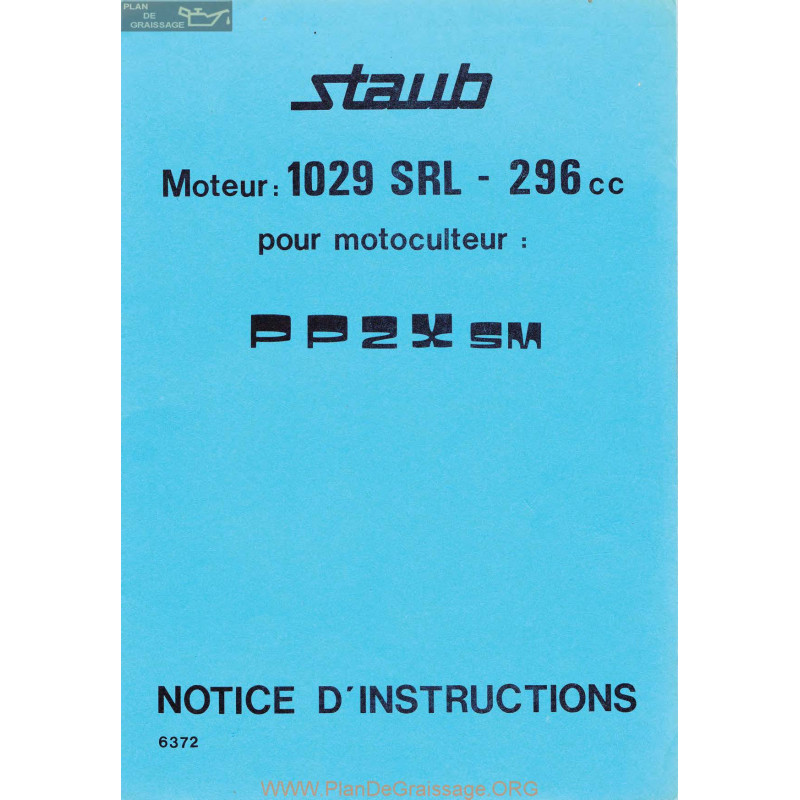 PLAN
DE
GRAISSAGE
staub
Moteur: 1029 SRL - 296 cc
pour motoculteur :
PP2X SM
NOTICE D'INSTRUCTIONS
6372
www.PlanDeGraissage.ORG